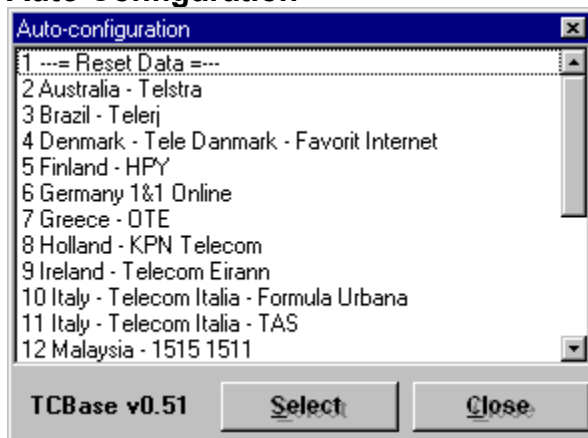 Auto-configuration
1 ---= Reset Data =---
2 Australia - Telstra
3 Brazil - Telerj
4 Denmark - Tele Danmark - Favorit Internet
5 Finland - HPY
6 Germany 1&1 Online
7 Greece - OTE
8 Holland - KPN Telecom
9 Ireland - Telecom Eirann
10 Italy - Telecom Italia - Formula Urbana
11 Italy - Telecom Italia - TAS
12 Malaysia - 1515 1511
TCBase v0.51 Select Close